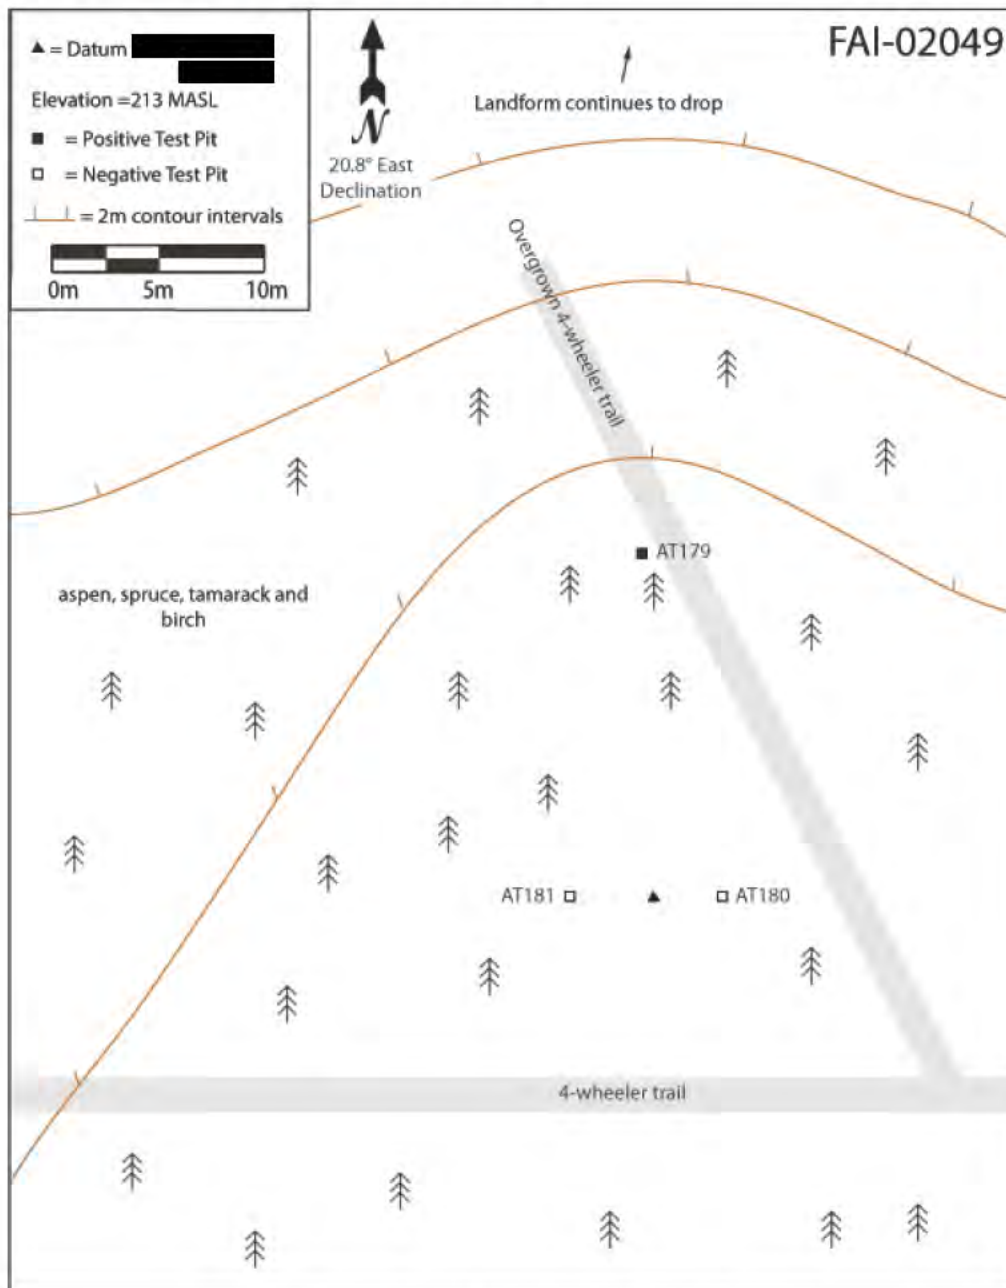 FAI-02049
▲ = Datum
Elevation =213 MASL
■ = Positive Test Pit
□ = Negative Test Pit
= 2m contour intervals
0m 5m 10m
N
20.8° East
Declination
Landform continues to drop
Overgrown 4-wheeler trail
AT179
aspen, spruce, tamarack and
birch
AT181
AT180
4-wheeler trail